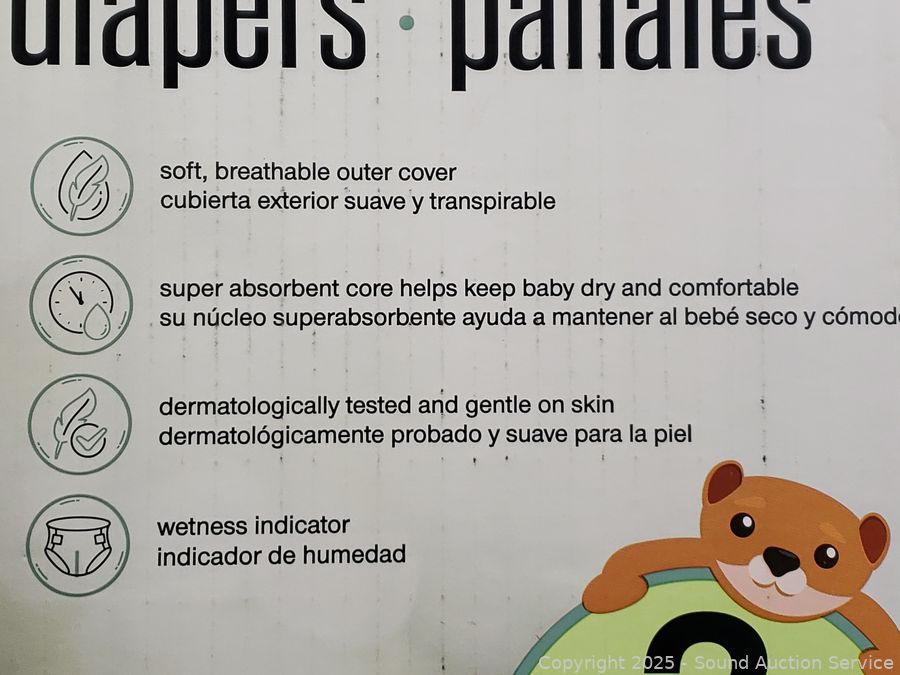 diapers • pañales
soft, breathable outer cover
cubierta exterior suave y transpirable
super absorbent core helps keep baby dry and comfortable
su núcleo superabsorbente ayuda a mantener al bebé seco y cómodo
dermatologically tested and gentle on skin
dermatológicamente probado y suave para la piel
wetness indicator
indicador de humedad
2
Copyright 2025 - Sound Auction Service